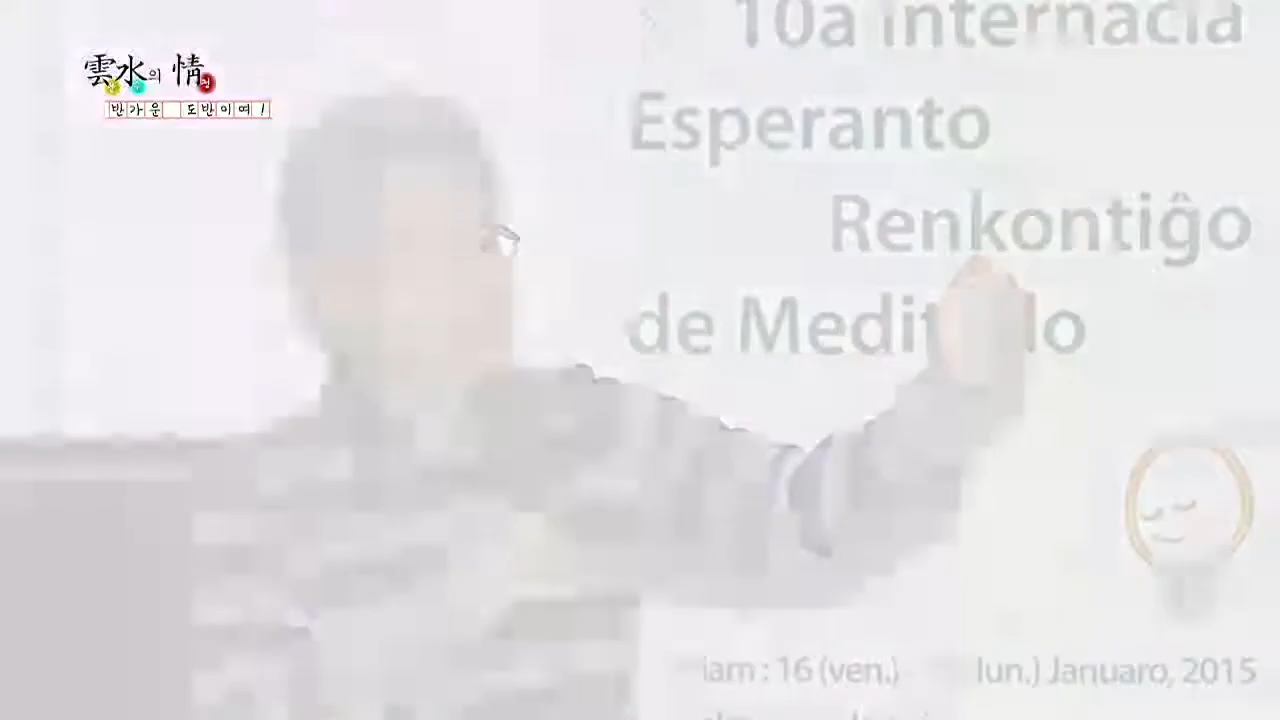 雲水의 情
반가운 도반이여!
10a Internacia
Esperanto
Renkontiĝo
de
iam : 16 (ven.) lun.) Januaro, 2015